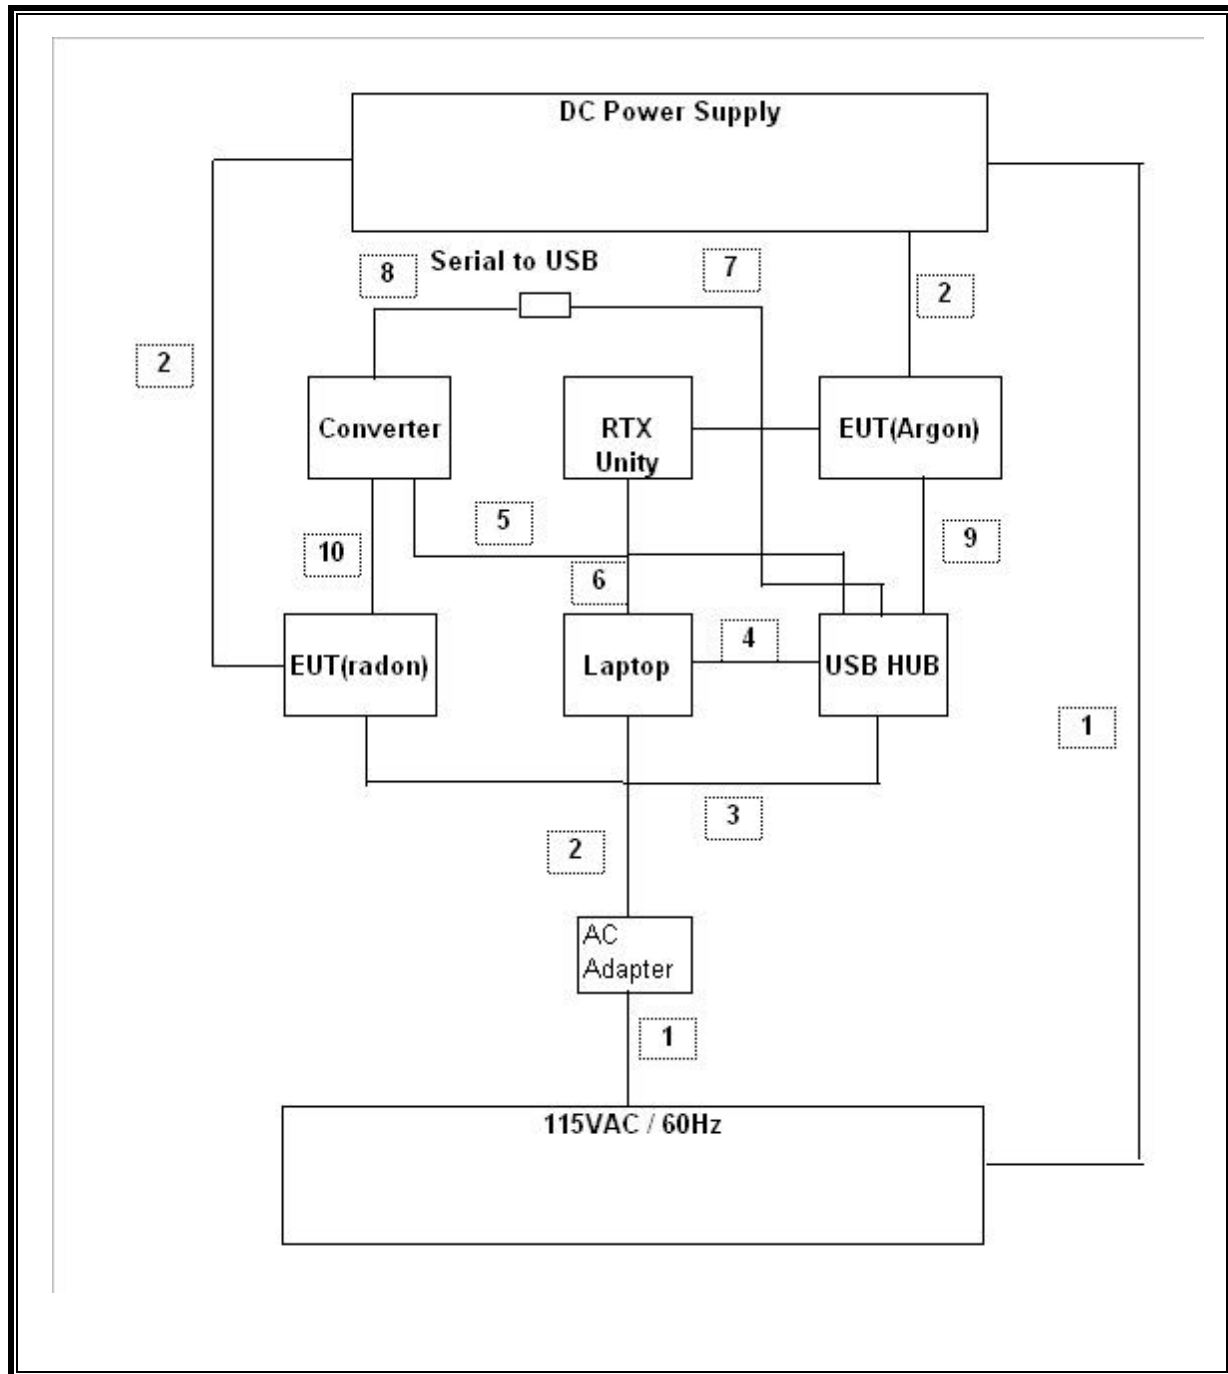 DC Power Supply
Serial to USB
8
7
2
2
Converter
RTX
Unity
EUT(Argon)
5
10
9
6
4
EUT(radon)
Laptop
USB HUB
1
3
2
AC
Adapter
1
115VAC / 60Hz